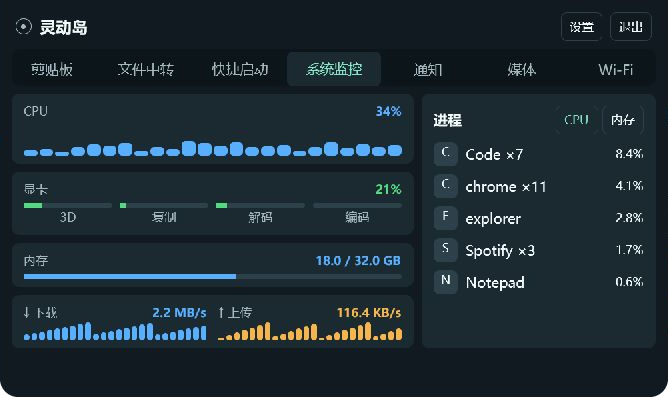 灵动岛
设置
退出
剪贴板 文件中转 快捷启动 系统监控 通知 媒体 Wi-Fi
CPU 34%
显卡 21%
3D 复制 解码 编码
内存 18.0 / 32.0 GB
↓ 下载 2.2 MB/s
↑ 上传 116.4 KB/s
进程 CPU 内存
C Code ×7 8.4%
C chrome ×11 4.1%
E explorer 2.8%
S Spotify ×3 1.7%
N Notepad 0.6%